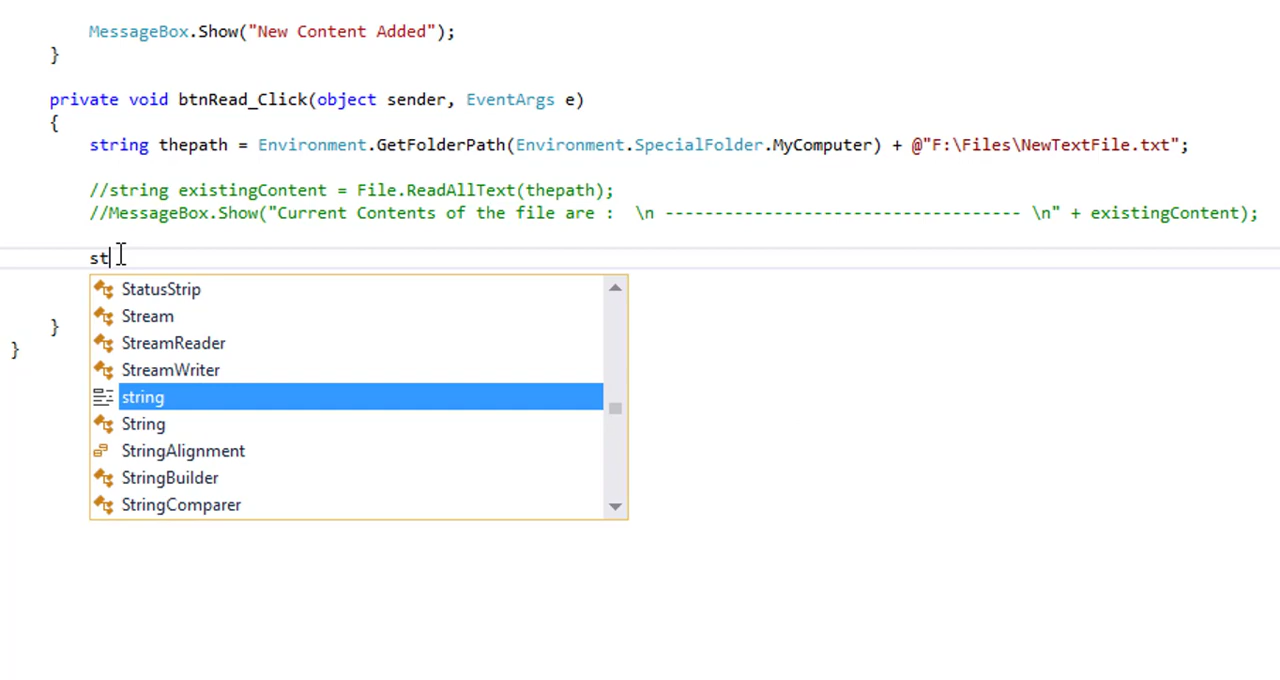 MessageBox.Show("New Content Added");
}
private void btnRead_Click(object sender, EventArgs e)
{
string thepath = Environment.GetFolderPath(Environment.SpecialFolder.MyComputer) + @"F:\Files\NewTextFile.txt";
//string existingContent = File.ReadAllText(thepath);
//MessageBox.Show("Current Contents of the file are :  \n ------------------------------------ \n" + existingContent);
st
StatusStrip
Stream
StreamReader
StreamWriter
string
String
StringAlignment
StringBuilder
StringComparer
}
}